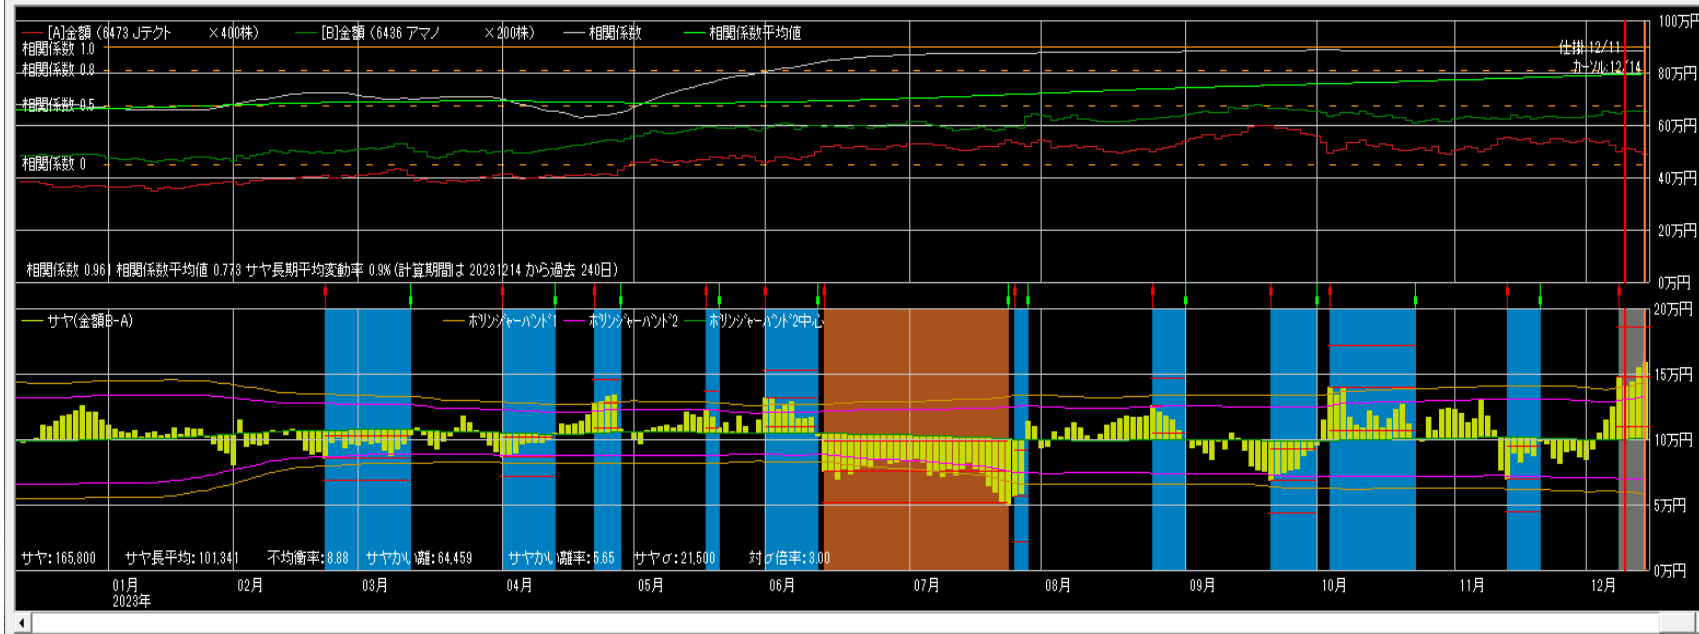 [A]金額 (6473 Jテクト ×400株) [B]金額 (6436 アマノ ×200株) 相関係数 相関係数平均値
100万円
相関係数 1.0
仕掛:12/11
相関係数 0.8
カーソル:12/14
80万円
相関係数 0.5
60万円
相関係数 0
40万円
20万円
相関係数 0.961 相関係数平均値 0.773 サヤ長期平均変動率 0.9% (計算期間は 20231214 から過去 240日)
0万円
20万円
サヤ(金額B-A) ボリンジャーバンド1 ボリンジャーバンド2 ボリンジャーバンド2中心
15万円
10万円
5万円
サヤ:165,800 サヤ長平均:101,341 不均衡率:8.88 サヤかい離:64,459 サヤかい離率:5.65 サヤσ:21,500 対σ倍率:3.00
0万円
01月 02月 03月 04月 05月 06月 07月 08月 09月 10月 11月 12月
2023年